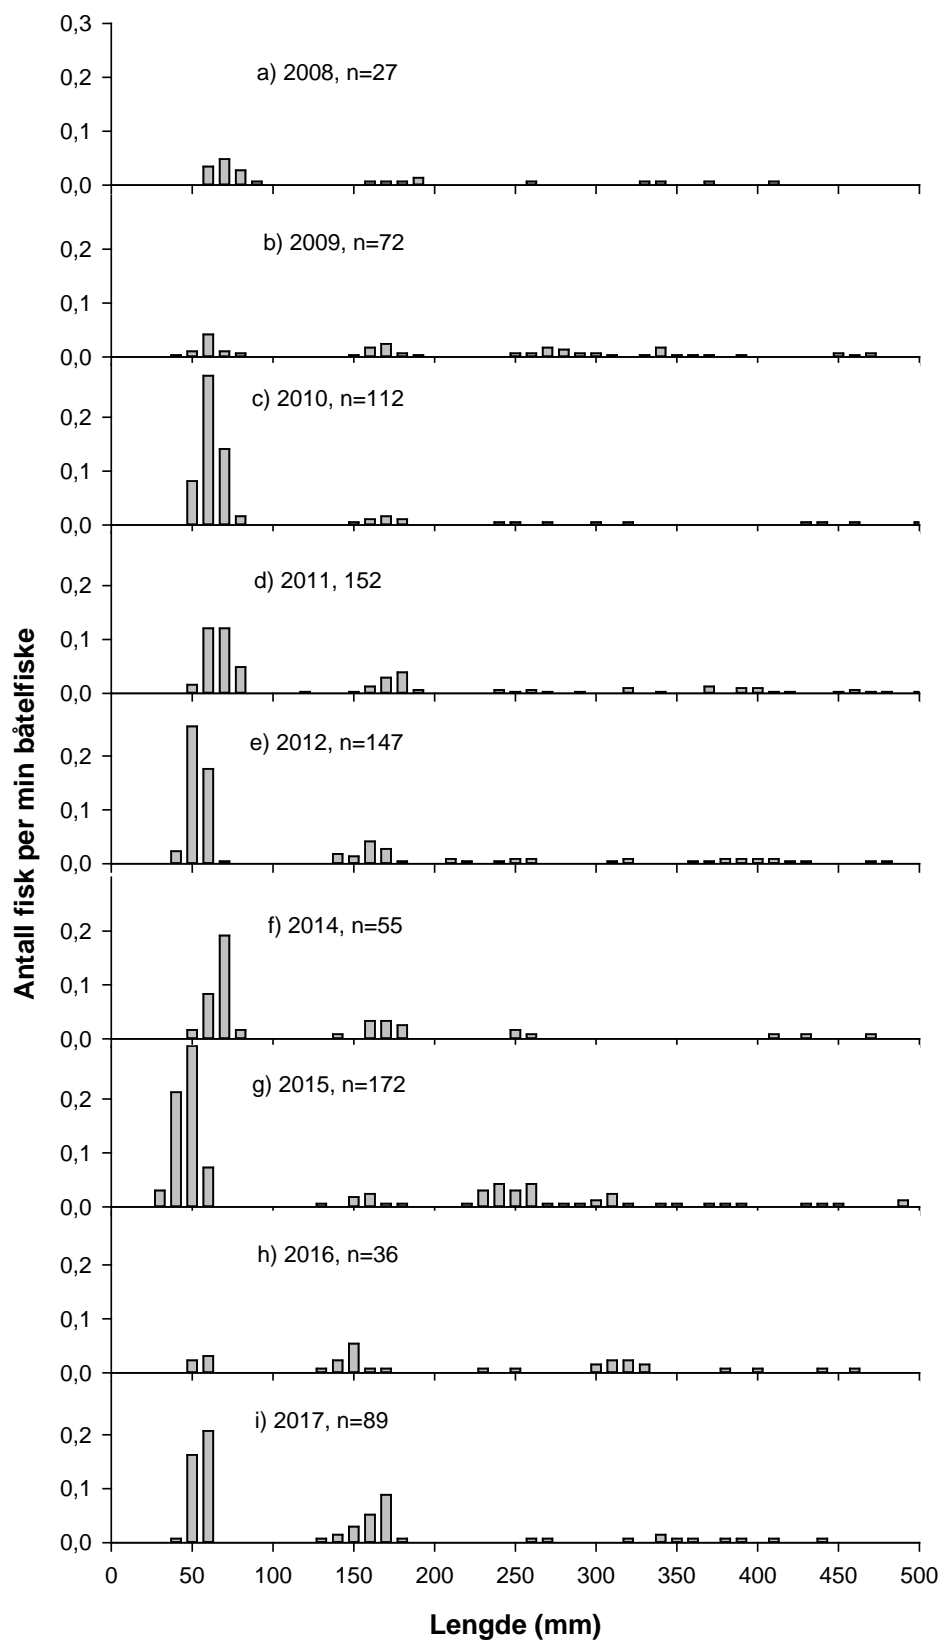 0,3
0,2
a) 2008, n=27
0,1
0,0
0,2
b) 2009, n=72
0,1
0,0
c) 2010, n=112
0,2
0,1
0,0
d) 2011, 152
0,2
0,1
0,0
e) 2012, n=147
0,2
0,1
0,0
f) 2014, n=55
0,2
0,1
0,0
g) 2015, n=172
0,2
0,1
0,0
h) 2016, n=36
0,2
0,1
0,0
i) 2017, n=89
0,2
0,1
0,0
0 50 100 150 200 250 300 350 400 450 500
Lengde (mm)
Antall fisk per min båtelfiske